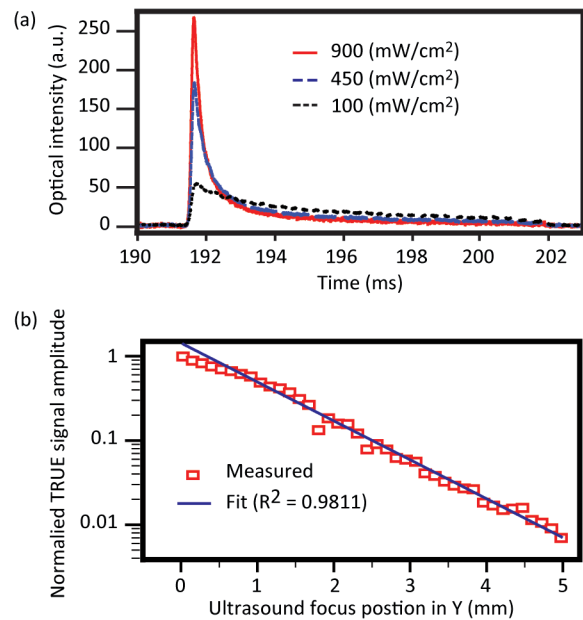 (a)
Optical intensity (a.u.)
250
200
150
100
50
0
900 (mW/cm²)
450 (mW/cm²)
100 (mW/cm²)
190 192 194 196 198 200 202
Time (ms)
(b)
Normalied TRUE signal amplitude
1
0.1
0.01
Measured
Fit (R² = 0.9811)
0 1 2 3 4 5
Ultrasound focus postion in Y (mm)